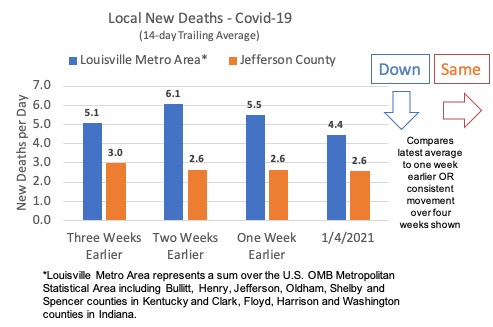 Local New Deaths - Covid-19
(14-day Trailing Average)
Louisville Metro Area* Jefferson County
Down Same
New Deaths per Day
7.0
6.0
5.0
4.0
3.0
2.0
1.0
0.0
5.1 3.0 6.1 2.6 5.5 2.6 4.4 2.6
Three Weeks Two Weeks One Week 1/4/2021
Earlier Earlier Earlier
Compares
latest average
to one week
earlier OR
consistent
movement
over four
weeks shown
*Louisville Metro Area represents a sum over the U.S. OMB Metropolitan
Statistical Area including Bullitt, Henry, Jefferson, Oldham, Shelby and
Spencer counties in Kentucky and Clark, Floyd, Harrison and Washington
counties in Indiana.